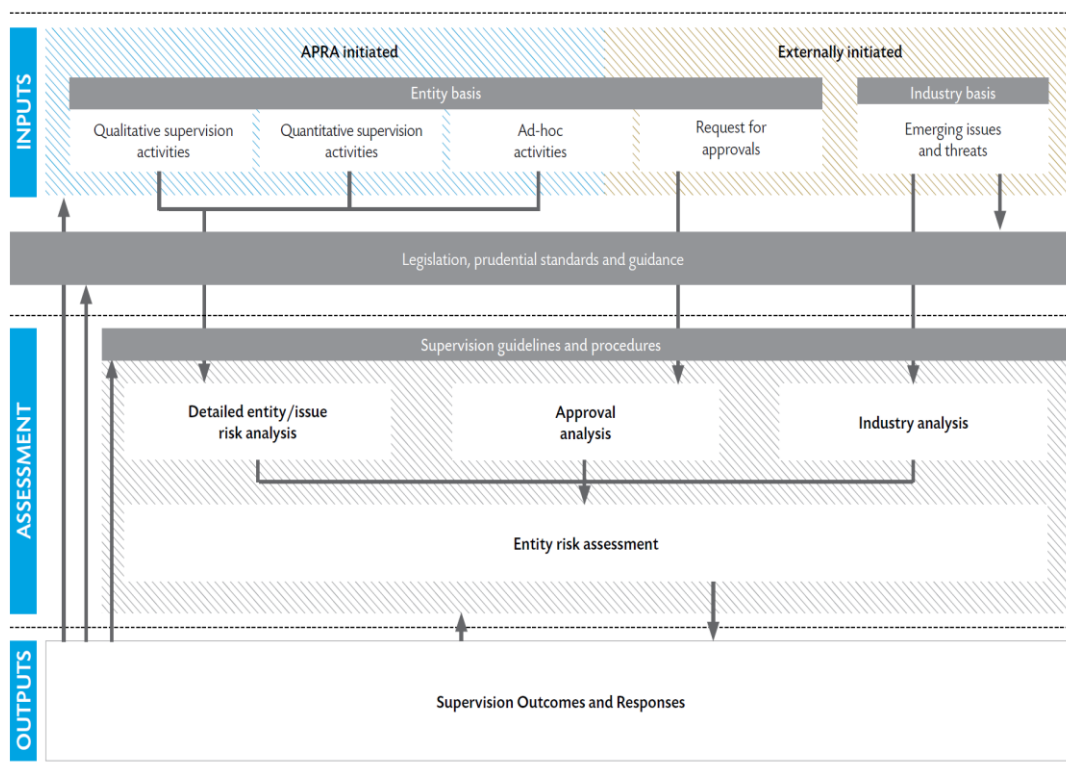 INPUTS
APRA initiated
Externally initiated
Entity basis
Industry basis
Qualitative supervision
activities
Quantitative supervision
activities
Ad-hoc
activities
Request for
approvals
Emerging issues
and threats
Legislation, prudential standards and guidance
ASSESSMENT
Supervision guidelines and procedures
Detailed entity/issue
risk analysis
Approval
analysis
Industry analysis
Entity risk assessment
OUTPUTS
Supervision Outcomes and Responses